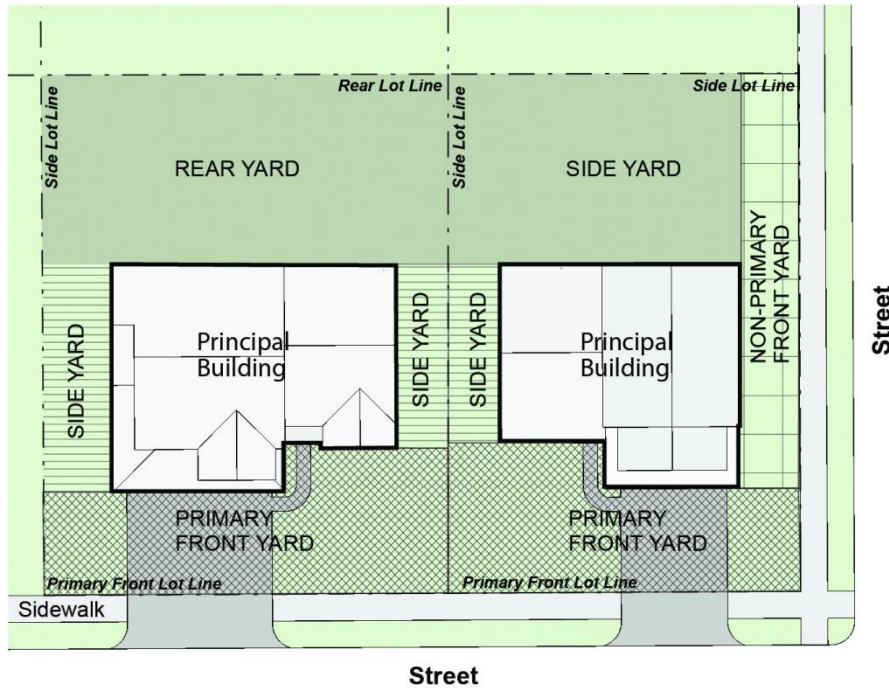 Rear Lot Line
Side Lot Line
Side Lot Line
Side Lot Line
REAR YARD
SIDE YARD
Principal
Building
Principal
Building
SIDE YARD
SIDE YARD
SIDE YARD
NON-PRIMARY
FRONT YARD
Street
PRIMARY
FRONT YARD
PRIMARY
FRONT YARD
Primary Front Lot Line
Primary Front Lot Line
Sidewalk
Street